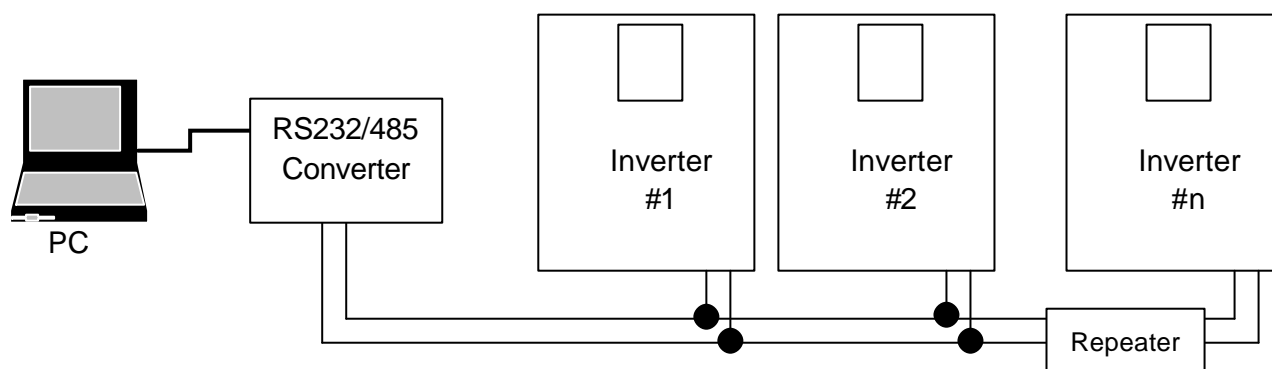 RS232/485
Converter
PC
Inverter
#1
Inverter
#2
Inverter
#n
Repeater